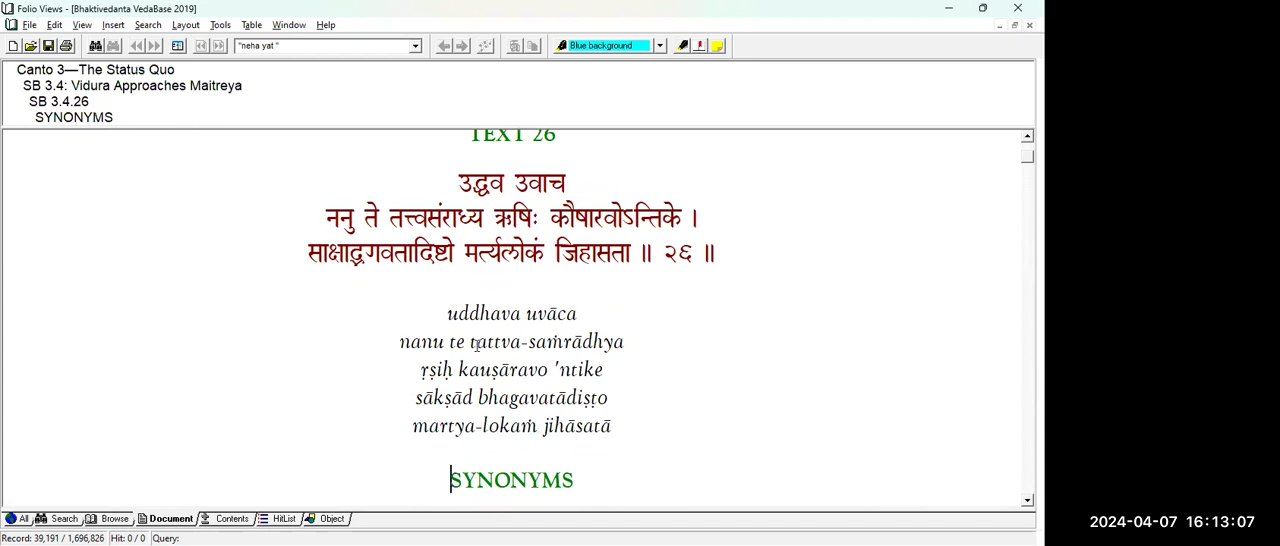 Folio Views - [Bhaktivedanta VedaBase 2019]
File Edit View Insert Search Layout Tools Table Window Help
"neha yat "
Blue background
Canto 3—The Status Quo
SB 3.4: Vidura Approaches Maitreya
SB 3.4.26
SYNONYMS
TEXT 26
उद्धव उवाच
ननु ते तत्त्वसंराध्य ऋषिः कौषारवोऽन्तिके ।
साक्षाद्भगवतादिष्टो मर्त्यलोकं जिहासता ॥ २६ ॥
uddhava uvāca
nanu te tattva-saṁrādhya
ṛṣiḥ kauṣāravo 'ntike
sākṣād bhagavatādiṣṭo
martya-lokaṁ jihāsatā
SYNONYMS
All Search Browse Document Contents HitList Object
Record: 39,191 / 1,696,826 Hit: 0 / 0 Query:
2024-04-07 16:13:07